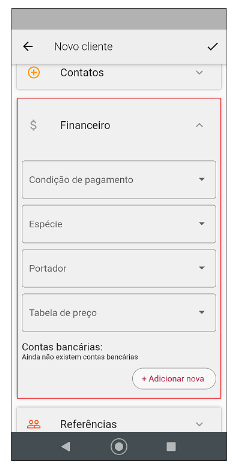 Novo cliente
Contatos
$ Financeiro
Condição de pagamento
Espécie
Portador
Tabela de preço
Contas bancárias:
Ainda não existem contas bancárias
+ Adicionar nova
Referências